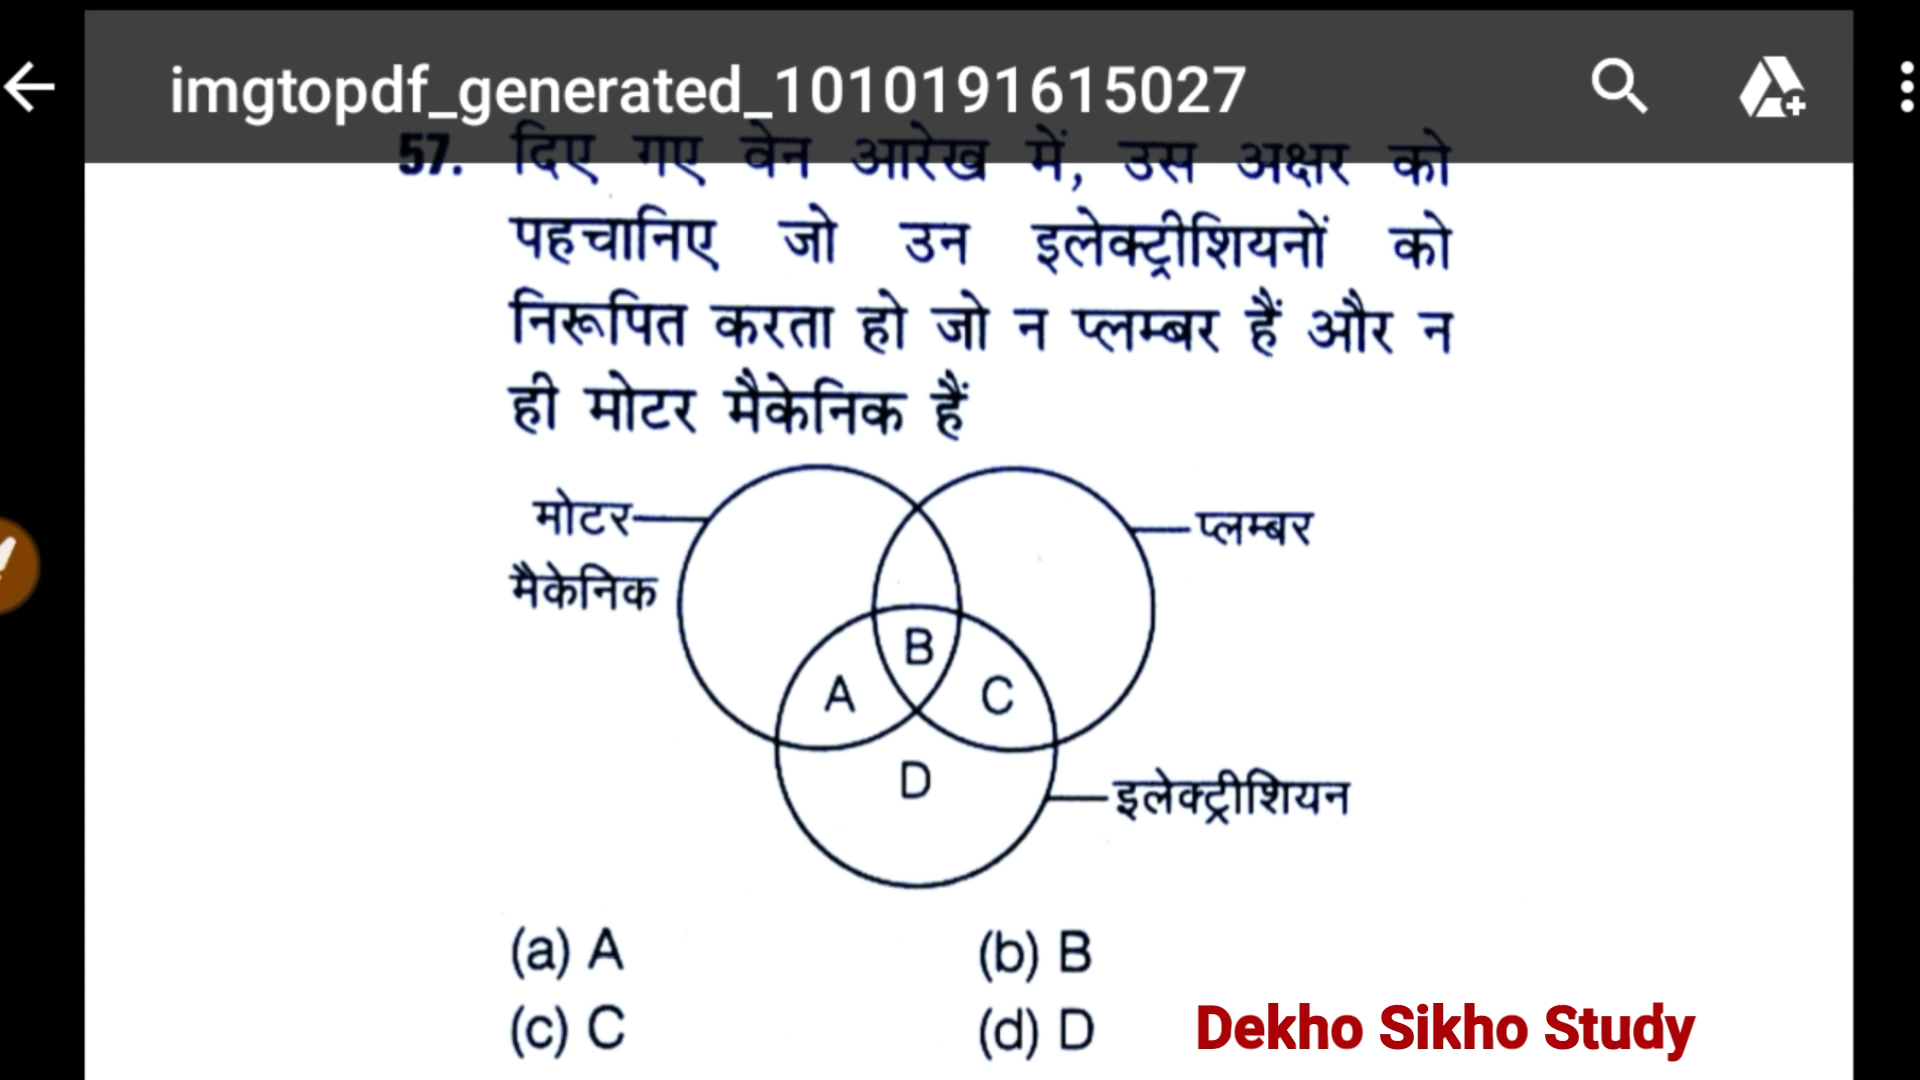 imgtopdf_generated_1010191615027
57. दिए गए वेन आरेख में, उस अक्षर को
पहचानिए जो उन इलेक्ट्रीशियनों को
निरूपित करता हो जो न प्लम्बर हैं और न
ही मोटर मैकेनिक हैं
मोटर
मैकेनिक
प्लम्बर
B
A
C
D
इलेक्ट्रीशियन
(a) A
(b) B
(c) C
(d) D
Dekho Sikho Study